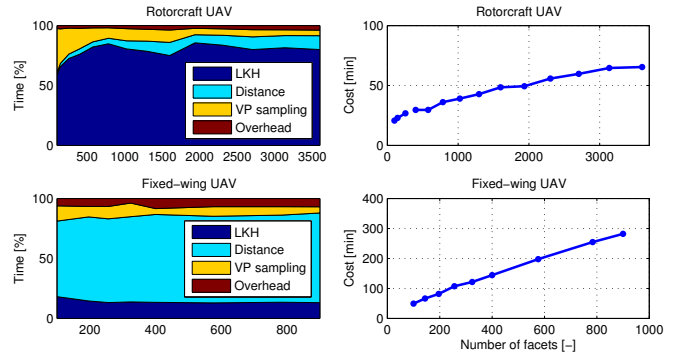 Rotorcraft UAV
Time [%]
100
50
0
500 1000 1500 2000 2500 3000 3500
LKH
Distance
VP sampling
Overhead
Rotorcraft UAV
Cost [min]
100
50
0
0 1000 2000 3000
Fixed−wing UAV
Time [%]
100
50
0
200 400 600 800
LKH
Distance
VP sampling
Overhead
Fixed−wing UAV
Cost [min]
400
300
200
100
0
0 200 400 600 800 1000
Number of facets [−]